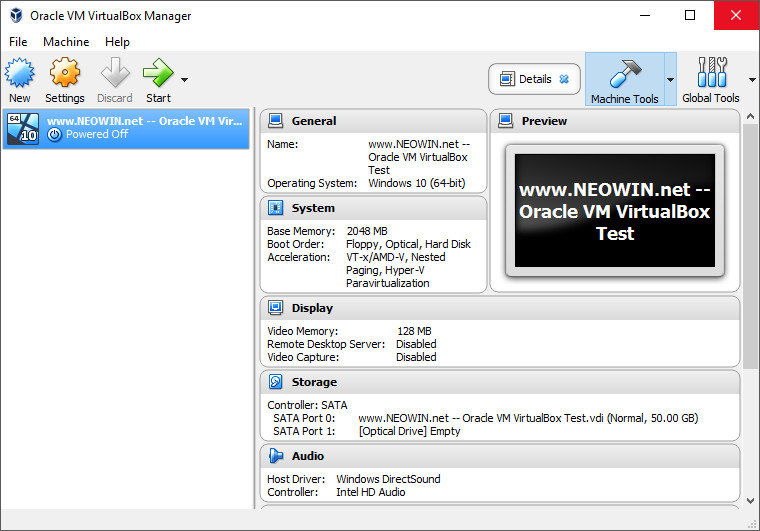 Oracle VM VirtualBox Manager
File Machine Help
New Settings Discard Start Details Machine Tools Global Tools
64 10 www.NEOWIN.net -- Oracle VM Vir...
Powered Off
General
Name: www.NEOWIN.net --
Oracle VM VirtualBox
Test
Operating System: Windows 10 (64-bit)
System
Base Memory: 2048 MB
Boot Order: Floppy, Optical, Hard Disk
Acceleration: VT-x/AMD-V, Nested
Paging, Hyper-V
Paravirtualization
Preview
www.NEOWIN.net --
Oracle VM VirtualBox
Test
Display
Video Memory: 128 MB
Remote Desktop Server: Disabled
Video Capture: Disabled
Storage
Controller: SATA
SATA Port 0: www.NEOWIN.net -- Oracle VM VirtualBox Test.vdi (Normal, 50.00 GB)
SATA Port 1: [Optical Drive] Empty
Audio
Host Driver: Windows DirectSound
Controller: Intel HD Audio